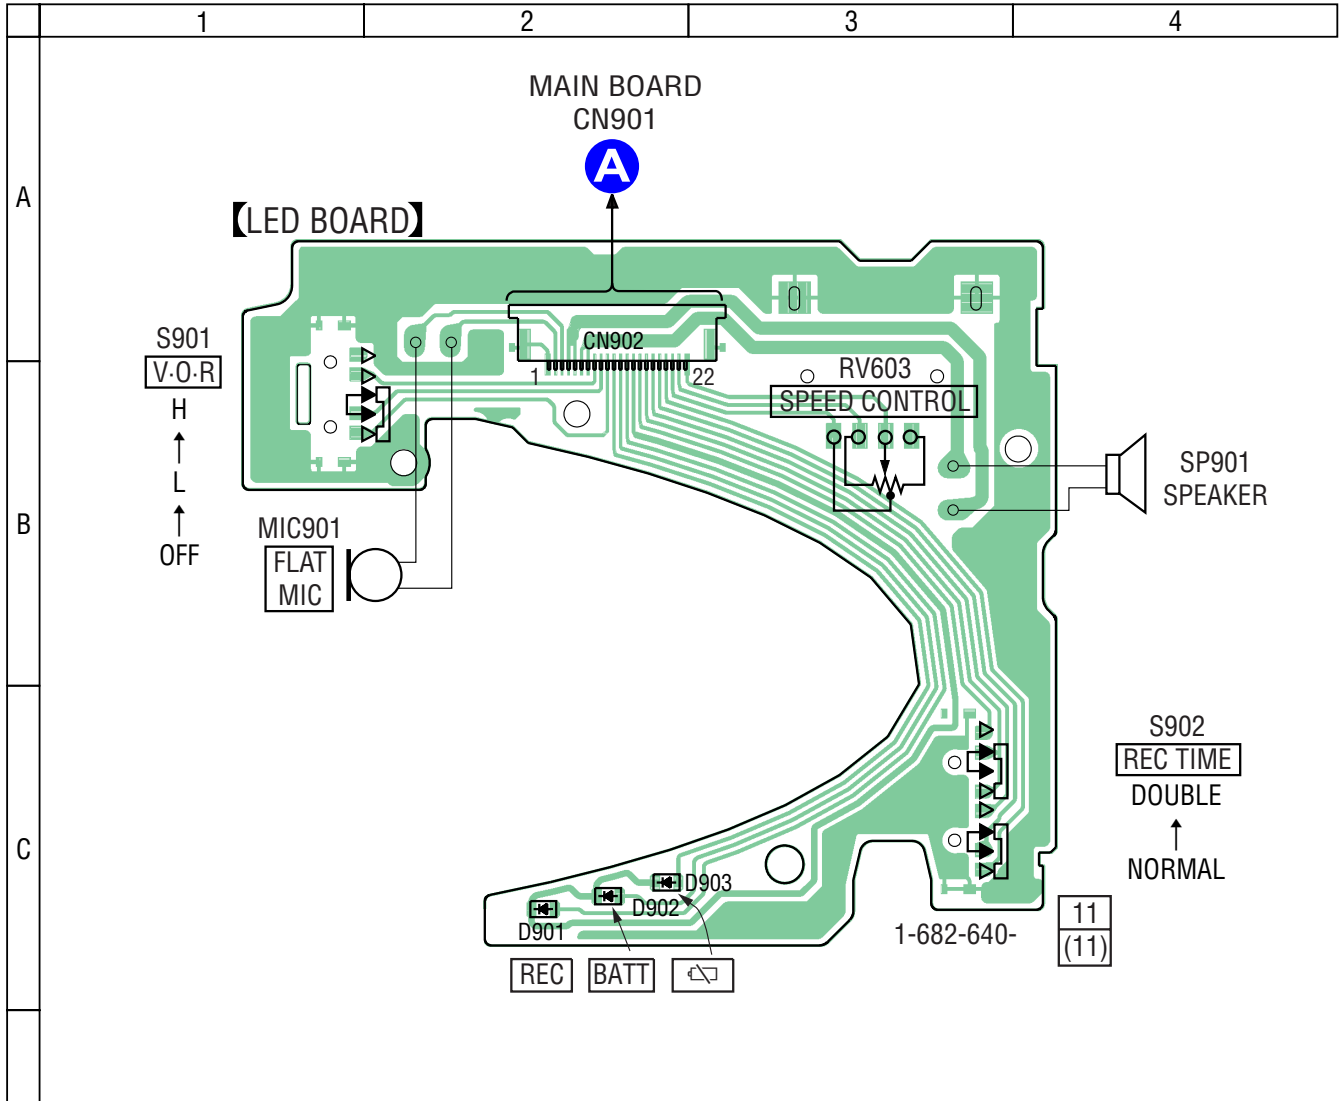 1 2 3 4
MAIN BOARD
CN901
A
A
【LED BOARD】
S901
V·O·R
H
L
OFF
CN902
1
22
RV603
SPEED CONTROL
SP901
SPEAKER
B
MIC901
FLAT
MIC
S902
REC TIME
DOUBLE
NORMAL
C
D903
D902
D901
REC
BATT
1-682-640-
11
(11)